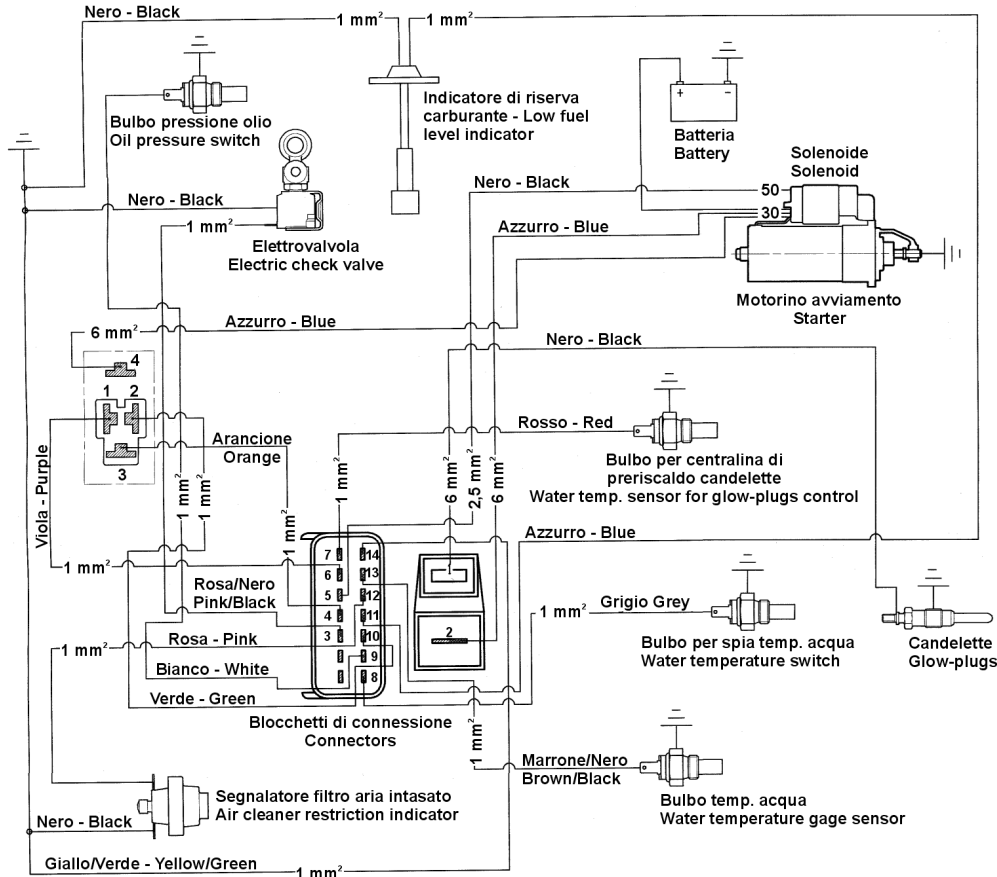 Nero - Black
1 mm²
1 mm²
Bulbo pressione olio
Oil pressure switch
Indicatore di riserva
carburante - Low fuel
level indicator
+ -
Batteria
Battery
Solenoide
Solenoid
Nero - Black
50
30
Nero - Black
1 mm²
Azzurro - Blue
Elettrovalvola
Electric check valve
Motorino avviamento
Starter
6 mm²
Azzurro - Blue
Nero - Black
4
1 2
3
Arancione
Orange
Viola - Purple
1 mm²
1 mm²
1 mm²
1 mm²
6 mm²
2,5 mm²
6 mm²
Rosso - Red
Bulbo per centralina di
preriscaldo candelette
Water temp. sensor for glow-plugs control
Azzurro - Blue
1 mm²
7 14
6 13
5 12
4 11
3 10
9
8
1
2
Rosa/Nero
Pink/Black
Rosa - Pink
1 mm²
Bianco - White
Verde - Green
1 mm²
Grigio Grey
Bulbo per spia temp. acqua
Water temperature switch
Candelette
Glow-plugs
Blocchetti di connessione
Connectors
1 mm²
Marrone/Nero
Brown/Black
Bulbo temp. acqua
Water temperature gage sensor
Segnalatore filtro aria intasato
Air cleaner restriction indicator
Nero - Black
Giallo/Verde - Yellow/Green
1 mm²